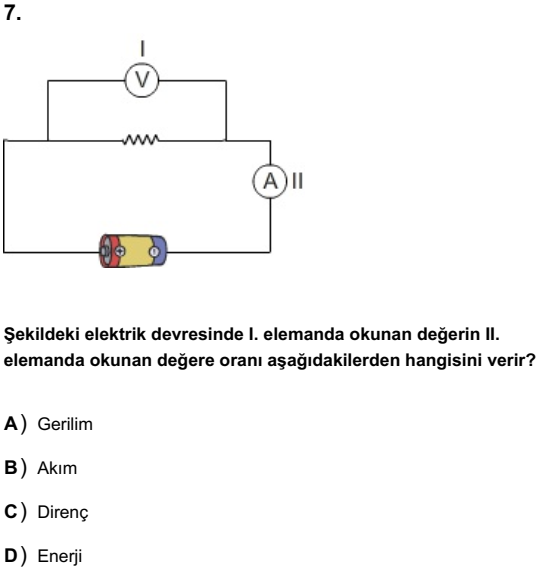 7.
I
V
A II
Şekildeki elektrik devresinde I. elemanda okunan değerin II.
elemanda okunan değere oranı aşağıdakilerden hangisini verir?
A) Gerilim
B) Akım
C) Direnç
D) Enerji